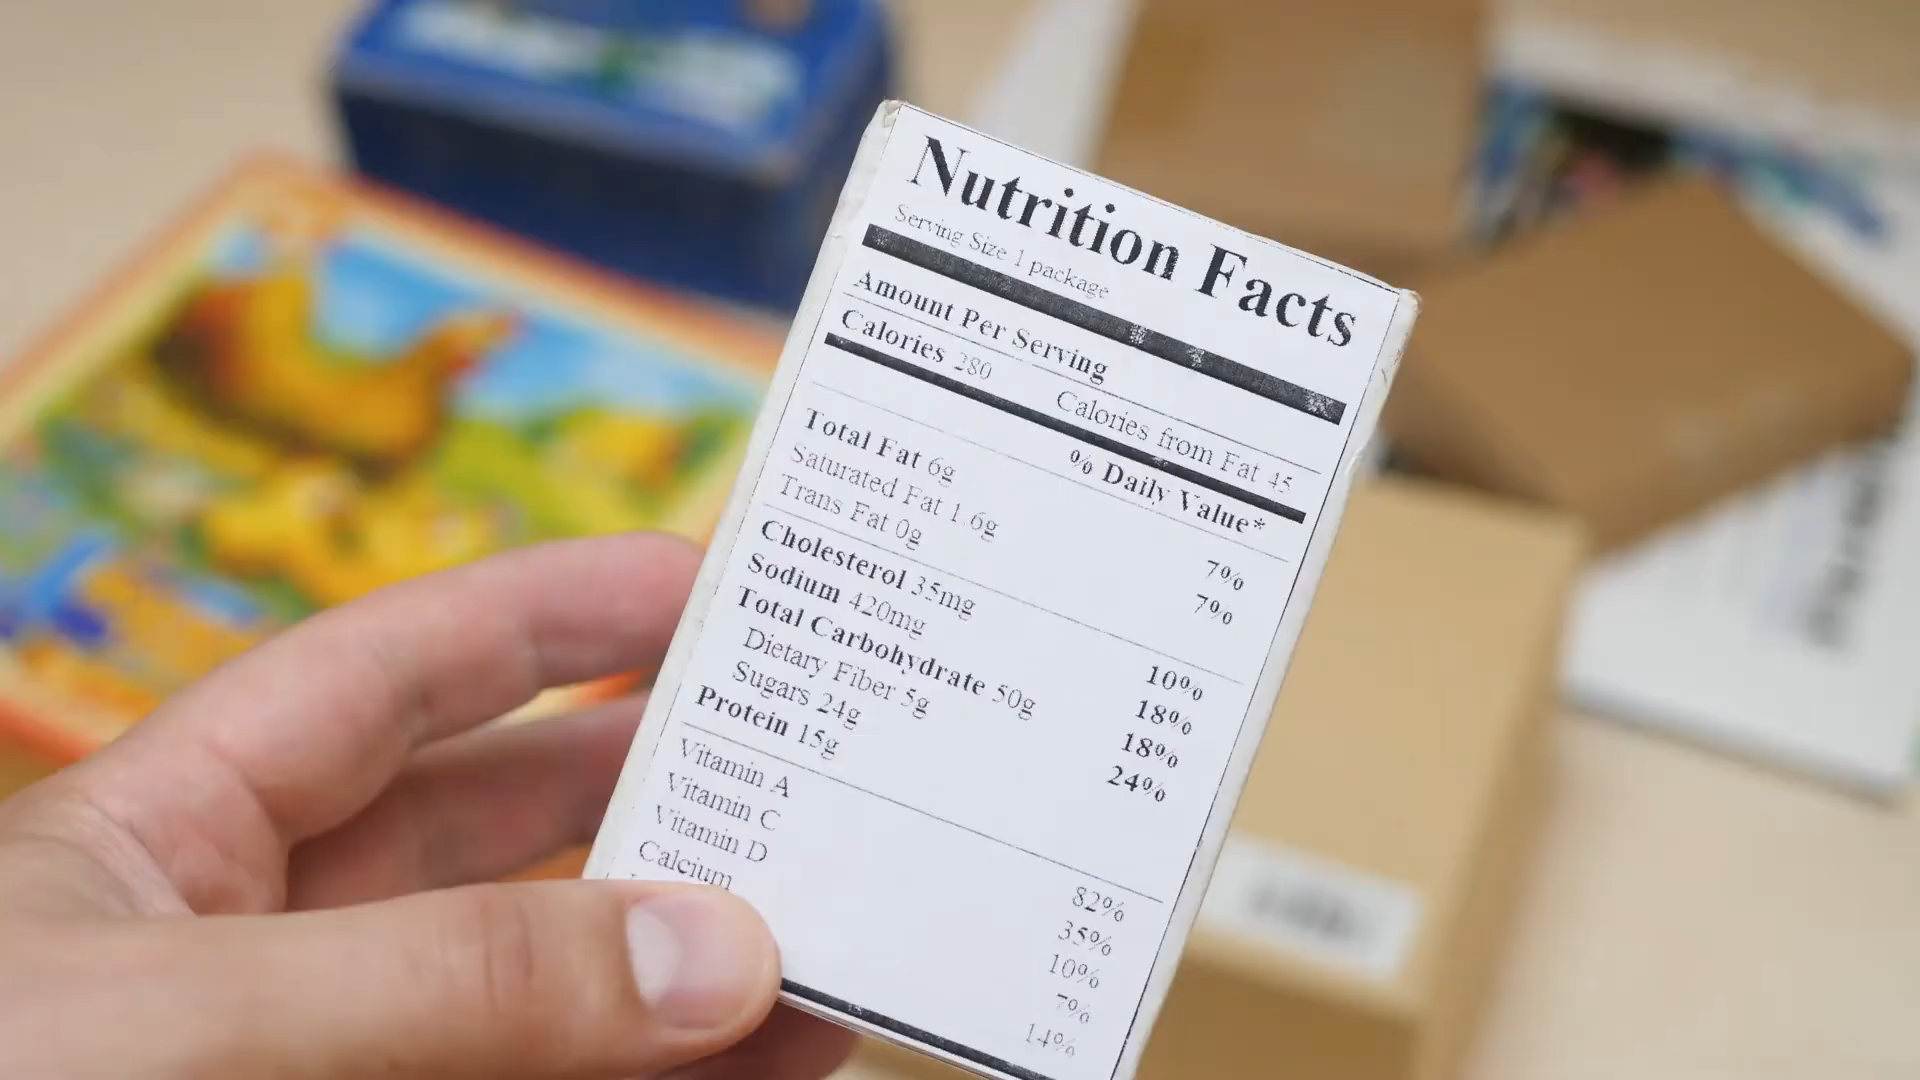 Nutrition Facts
Serving Size 1 package
Amount Per Serving
Calories 280 Calories from Fat 45
% Daily Value*
Total Fat 6g 7%
Saturated Fat 1.6g 7%
Trans Fat 0g
Cholesterol 35mg 10%
Sodium 420mg 18%
Total Carbohydrate 50g 18%
Dietary Fiber 5g 24%
Sugars 24g
Protein 15g
Vitamin A 82%
Vitamin C 35%
Vitamin D 10%
Calcium 7%
14%